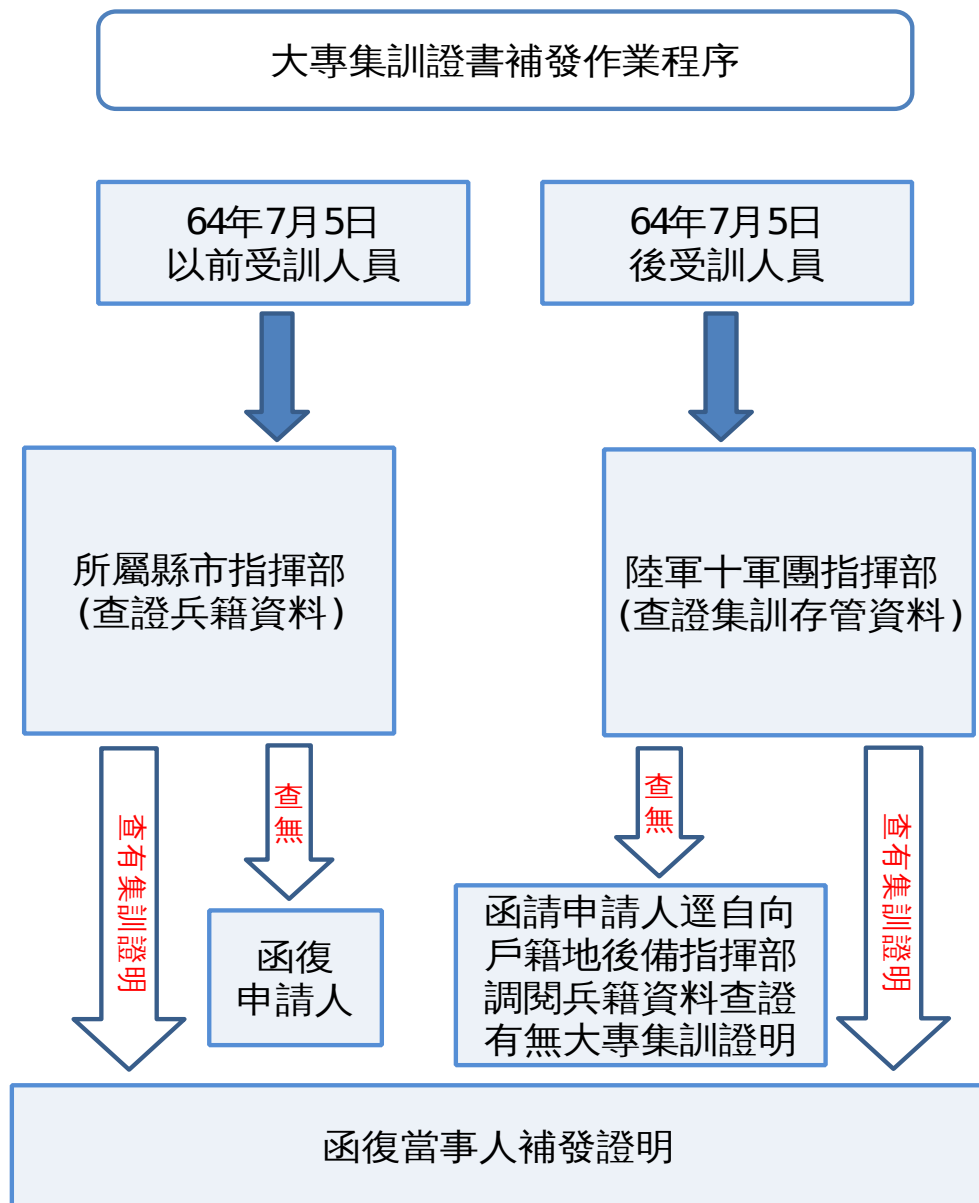 大專集訓證書補發作業程序
64年7月5日
以前受訓人員
64年7月5日
後受訓人員
所屬縣市指揮部
(查證兵籍資料)
陸軍十軍團指揮部
(查證集訓存管資料)
查有集訓證明
查無
查無
查有集訓證明
函復
申請人
函請申請人逕自向
戶籍地後備指揮部
調閱兵籍資料查證
有無大專集訓證明
函復當事人補發證明